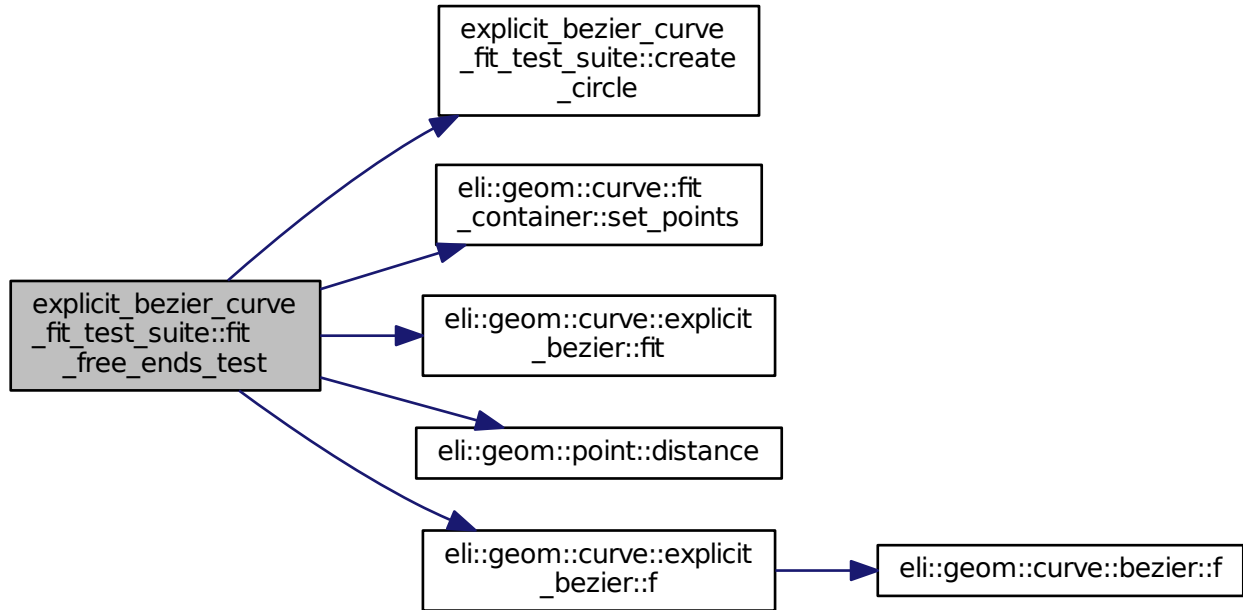 explicit_bezier_curve
_fit_test_suite::create
_circle
eli::geom::curve::fit
_container::set_points
explicit_bezier_curve
_fit_test_suite::fit
_free_ends_test
eli::geom::curve::explicit
_bezier::fit
eli::geom::point::distance
eli::geom::curve::explicit
_bezier::f
eli::geom::curve::bezier::f